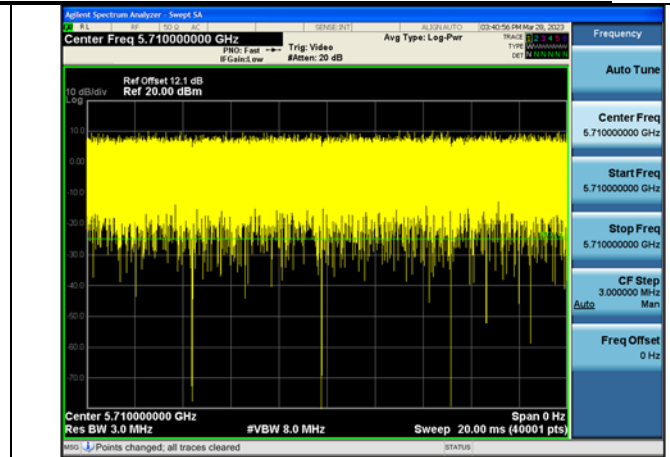 Agilent Spectrum Analyzer - Swept SA
RL RF 50 Ω AC SENSE:INT ALIGN AUTO 03:40:56 PM Mar 28, 2023
Center Freq 5.710000000 GHz
PNO: Fast
IFGain:Low
Trig: Video
#Atten: 20 dB
Avg Type: Log-Pwr
TRACE 1 2 3 4 5 6
TYPE
DET N N N N N N
Ref Offset 12.1 dB
10 dB/div Ref 20.00 dBm
Log
10.0
0.00
-10.0
-20.0
-30.0
-40.0
-50.0
-60.0
-70.0
Center 5.710000000 GHz Span 0 Hz
Res BW 3.0 MHz #VBW 8.0 MHz Sweep 20.00 ms (40001 pts)
MSG Points changed; all traces cleared STATUS
Frequency
Auto Tune
Center Freq
5.710000000 GHz
Start Freq
5.710000000 GHz
Stop Freq
5.710000000 GHz
CF Step
3.000000 MHz
Auto Man
Freq Offset
0 Hz